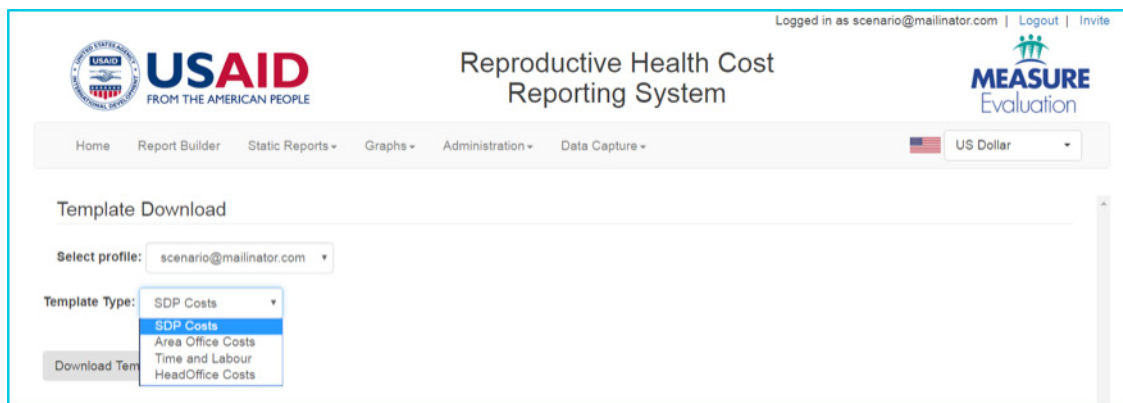 Logged in as scenario@mailinator.com | Logout | Invite
USAID
USAID
FROM THE AMERICAN PEOPLE
Reproductive Health Cost
Reporting System
MEASURE
Evaluation
Home Report Builder Static Reports Graphs Administration Data Capture US Dollar
Template Download
Select profile: scenario@mailinator.com
Template Type: SDP Costs
SDP Costs
Area Office Costs
Time and Labour
HeadOffice Costs
Download Tem